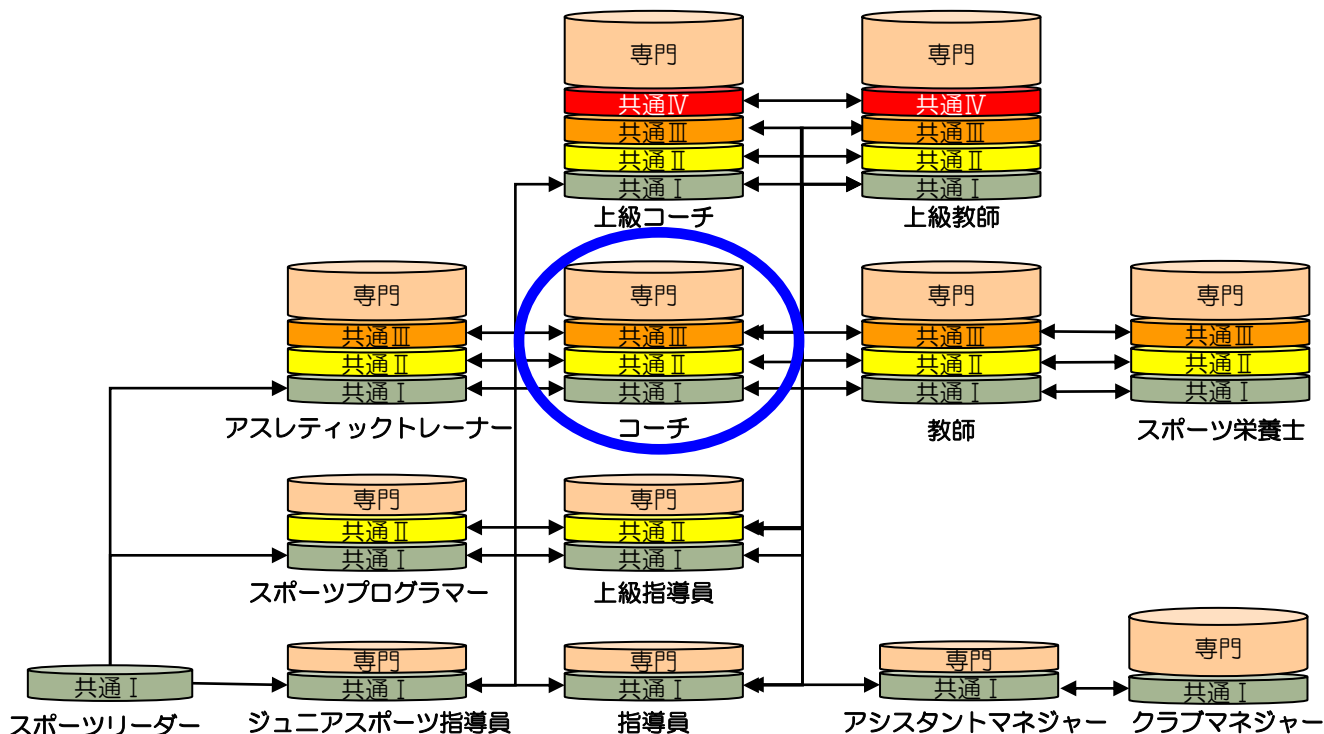 専門
共通Ⅳ
共通Ⅲ
共通Ⅱ
共通Ⅰ
上級コーチ
専門
共通Ⅳ
共通Ⅲ
共通Ⅱ
共通Ⅰ
上級教師
専門
共通Ⅲ
共通Ⅱ
共通Ⅰ
アスレティックトレーナー
専門
共通Ⅲ
共通Ⅱ
共通Ⅰ
コーチ
専門
共通Ⅲ
共通Ⅱ
共通Ⅰ
教師
専門
共通Ⅲ
共通Ⅱ
共通Ⅰ
スポーツ栄養士
専門
共通Ⅱ
共通Ⅰ
スポーツプログラマー
専門
共通Ⅱ
共通Ⅰ
上級指導員
共通Ⅰ
スポーツリーダー
専門
共通Ⅰ
ジュニアスポーツ指導員
専門
共通Ⅰ
指導員
専門
共通Ⅰ
アシスタントマネジャー
専門
共通Ⅰ
クラブマネジャー